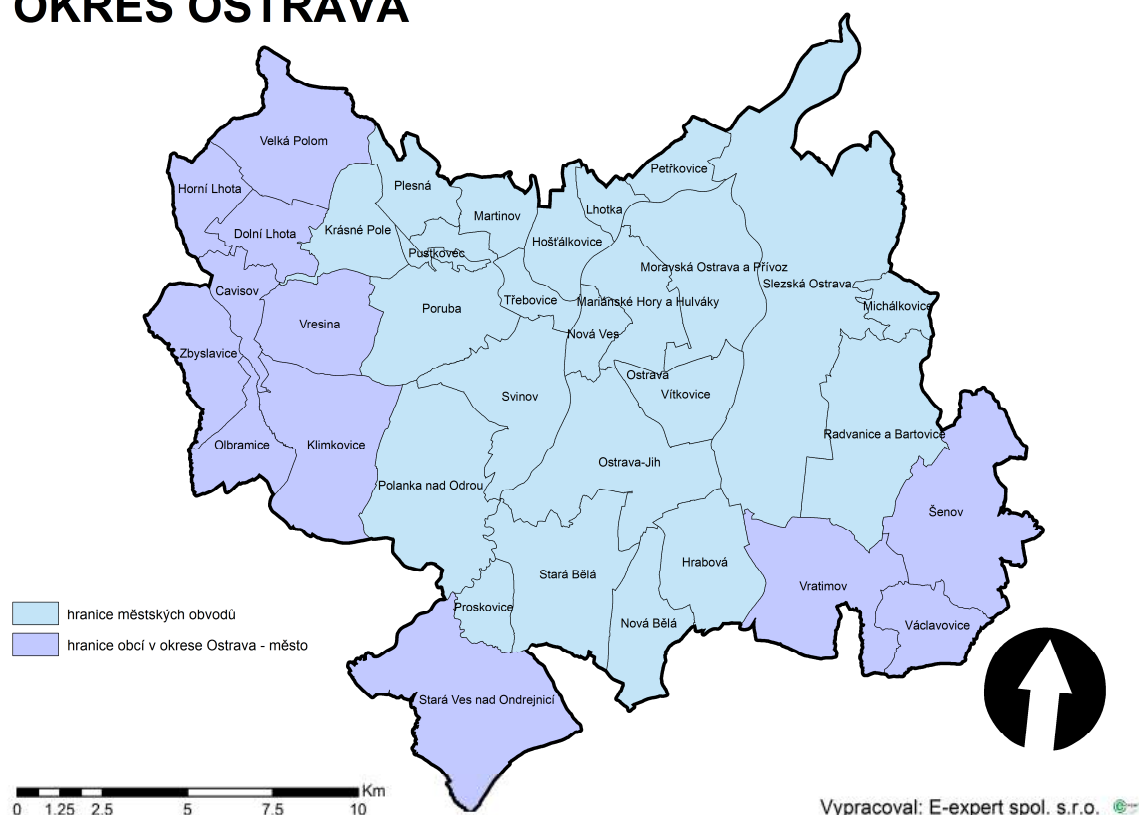 OKRES OSTRAVA
Velká Polom
Petřkovice
Plesná
Horní Lhota
Lhotka
Martinov
Krásné Pole
Dolní Lhota
Hošťálkovice
Pustkovec
Moravská Ostrava a Přívoz
Slezská Ostrava
Cavisov
Třebovice
Mariánské Hory a Hulváky
Michálkovice
Poruba
Vresina
Nová Ves
Zbyslavice
Ostrava
Svinov
Vítkovice
Radvanice a Bartovice
Olbramice
Klimkovice
Ostrava-Jih
Polanka nad Odrou
Šenov
Hrabová
Stará Bělá
Vratimov
Proskovice
hranice městských obvodů
Nová Bělá
Václavovice
hranice obcí v okrese Ostrava - město
Stará Ves nad Ondrejnicí
Km
0 1.25 2.5 5 7.5 10
Vypracoval: E-expert spol. s.r.o.